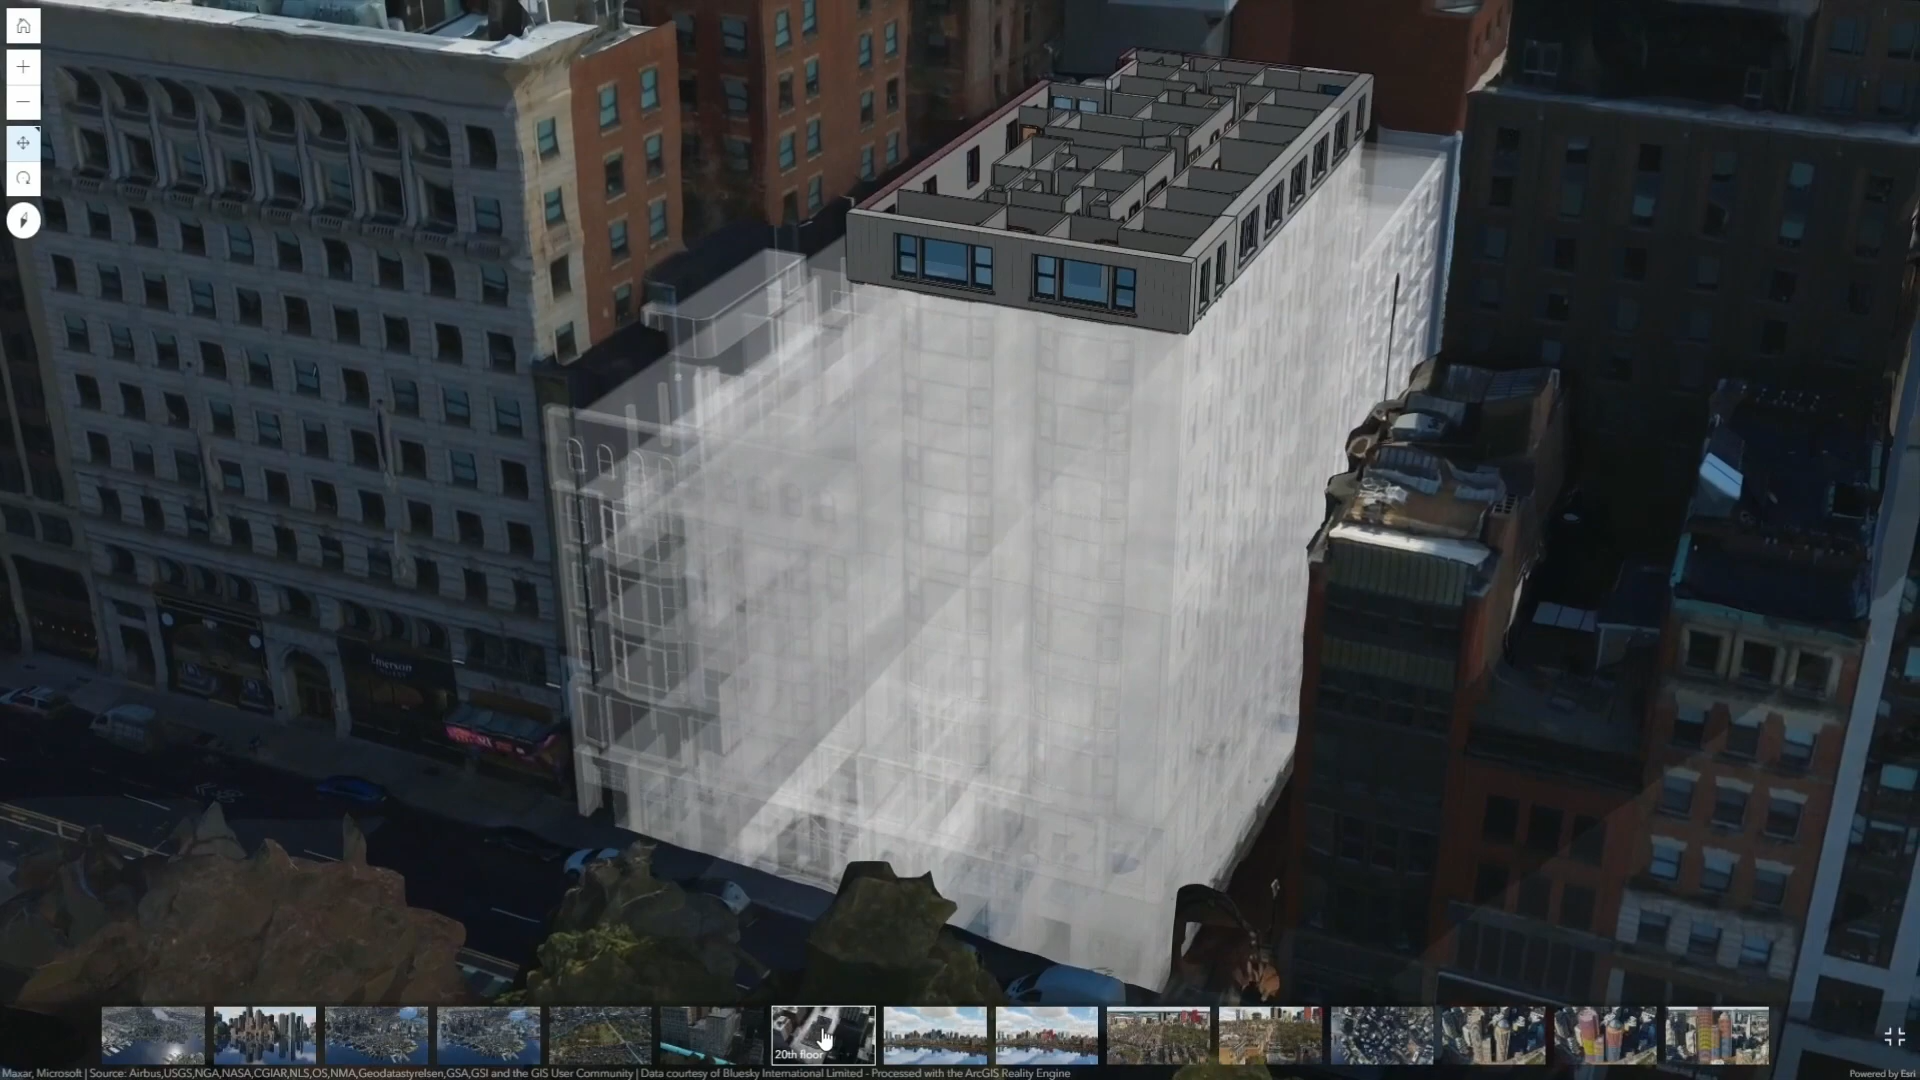 Emerson
20th floor
Maxar, Microsoft | Source: Airbus,USGS,NGA,NASA,CGIAR,NLS,OS,NMA,Geodatastyrelsen,GSA,GSI and the GIS User Community | Data courtesy of Bluesky International Limited - Processed with the ArcGIS Reality Engine
Powered by Esri